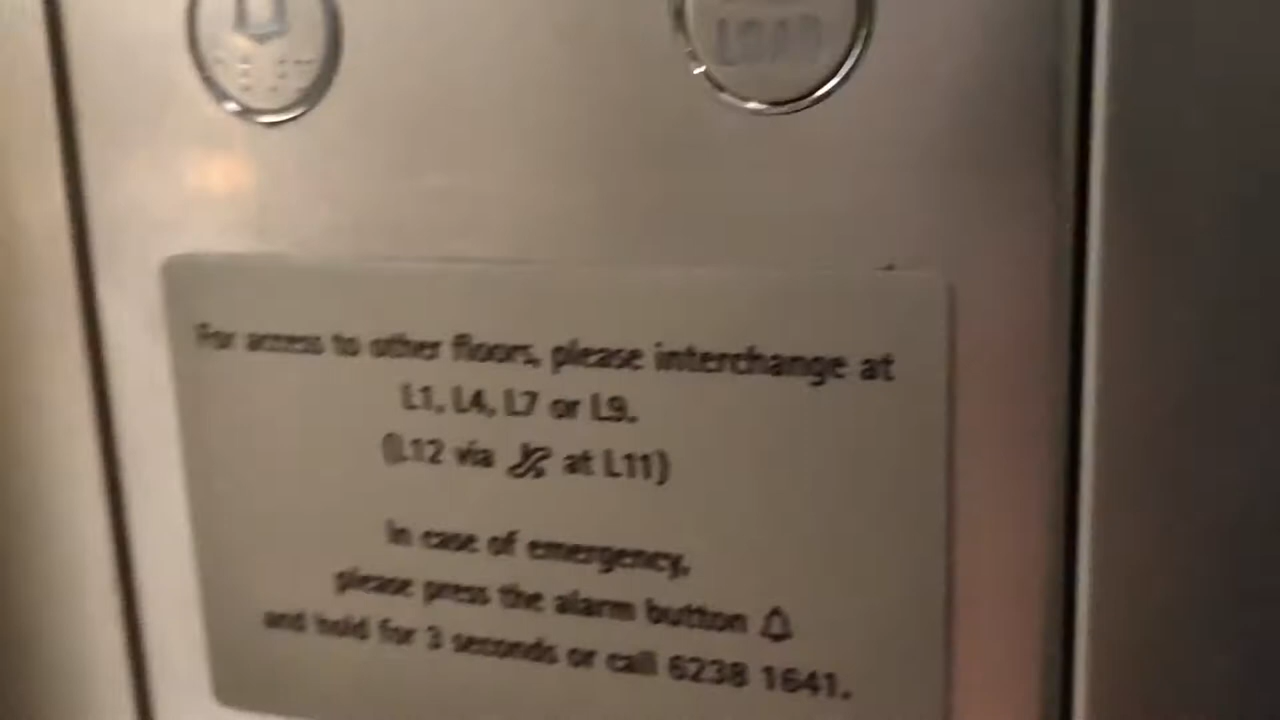 LOAD
For access to other floors, please interchange at
L1, L4, L7 or L9.
(L12 via at L11)
In case of emergency,
please press the alarm button
and hold for 3 seconds or call 6238 1641.